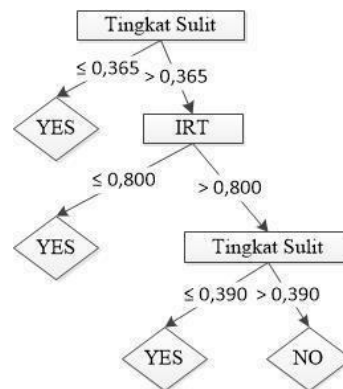 Tingkat Sulit
≤ 0,365 > 0,365
YES
IRT
≤ 0,800
> 0,800
YES
Tingkat Sulit
≤ 0,390 > 0,390
YES
NO